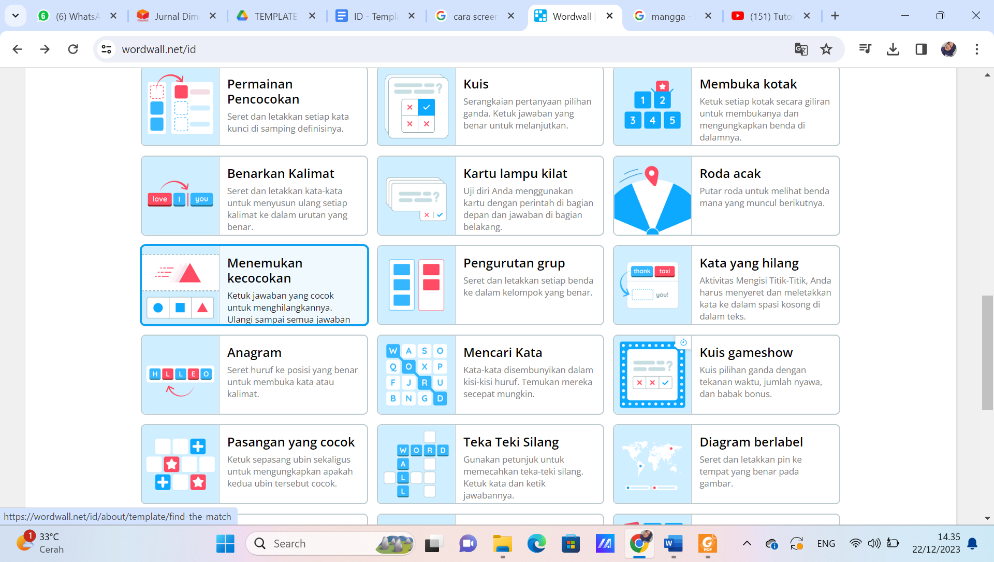 (6) WhatsA
Jurnal Dim
TEMPLATE
ID - Templa
cara screer
Wordwall |
mangga -
(151) Tuto
wordwall.net/id
Permainan
Pencocokan
Seret dan letakkan setiap kata
kunci di samping definisinya.
Kuis
Serangkaian pertanyaan pilihan
ganda. Ketuk jawaban yang
benar untuk melanjutkan.
Membuka kotak
Ketuk setiap kotak secara giliran
untuk membukanya dan
mengungkapkan benda di
dalamnya.
1 2
3 4 5
Benarkan Kalimat
Seret dan letakkan kata-kata
untuk menyusun ulang setiap
kalimat ke dalam urutan yang
benar.
love I you
Kartu lampu kilat
Uji diri Anda menggunakan
kartu dengan perintah di bagian
depan dan jawaban di bagian
belakang.
Roda acak
Putar roda untuk melihat benda
mana yang muncul berikutnya.
Menemukan
kecocokan
Ketuk jawaban yang cocok
untuk menghilangkannya.
Ulangi sampai semua jawaban
Pengurutan grup
Seret dan letakkan setiap benda
ke dalam kelompok yang benar.
Kata yang hilang
Aktivitas Mengisi Titik-Titik, Anda
harus menyeret dan meletakkan
kata ke dalam spasi kosong di
dalam teks.
thank taxi
you!
Anagram
Seret huruf ke posisi yang benar
untuk membuka kata atau
kalimat.
H L L E O
Mencari Kata
Kata-kata disembunyikan dalam
kisi-kisi huruf. Temukan mereka
secepat mungkin.
W A S O
Q O X P
F J R U
B N G D
Kuis gameshow
Kuis pilihan ganda dengan
tekanan waktu, jumlah nyawa,
dan babak bonus.
Pasangan yang cocok
Ketuk sepasang ubin sekaligus
untuk mengungkapkan apakah
kedua ubin tersebut cocok.
Teka Teki Silang
Gunakan petunjuk untuk
memecahkan teka-teki silang.
Ketuk kata dan ketik
jawabannya.
W O R D
A
L
L
Diagram berlabel
Seret dan letakkan pin ke
tempat yang benar pada
gambar.
https://wordwall.net/id/about/template/find-the-match
1
33°C
Cerah
Search
ENG
14.35
22/12/2023